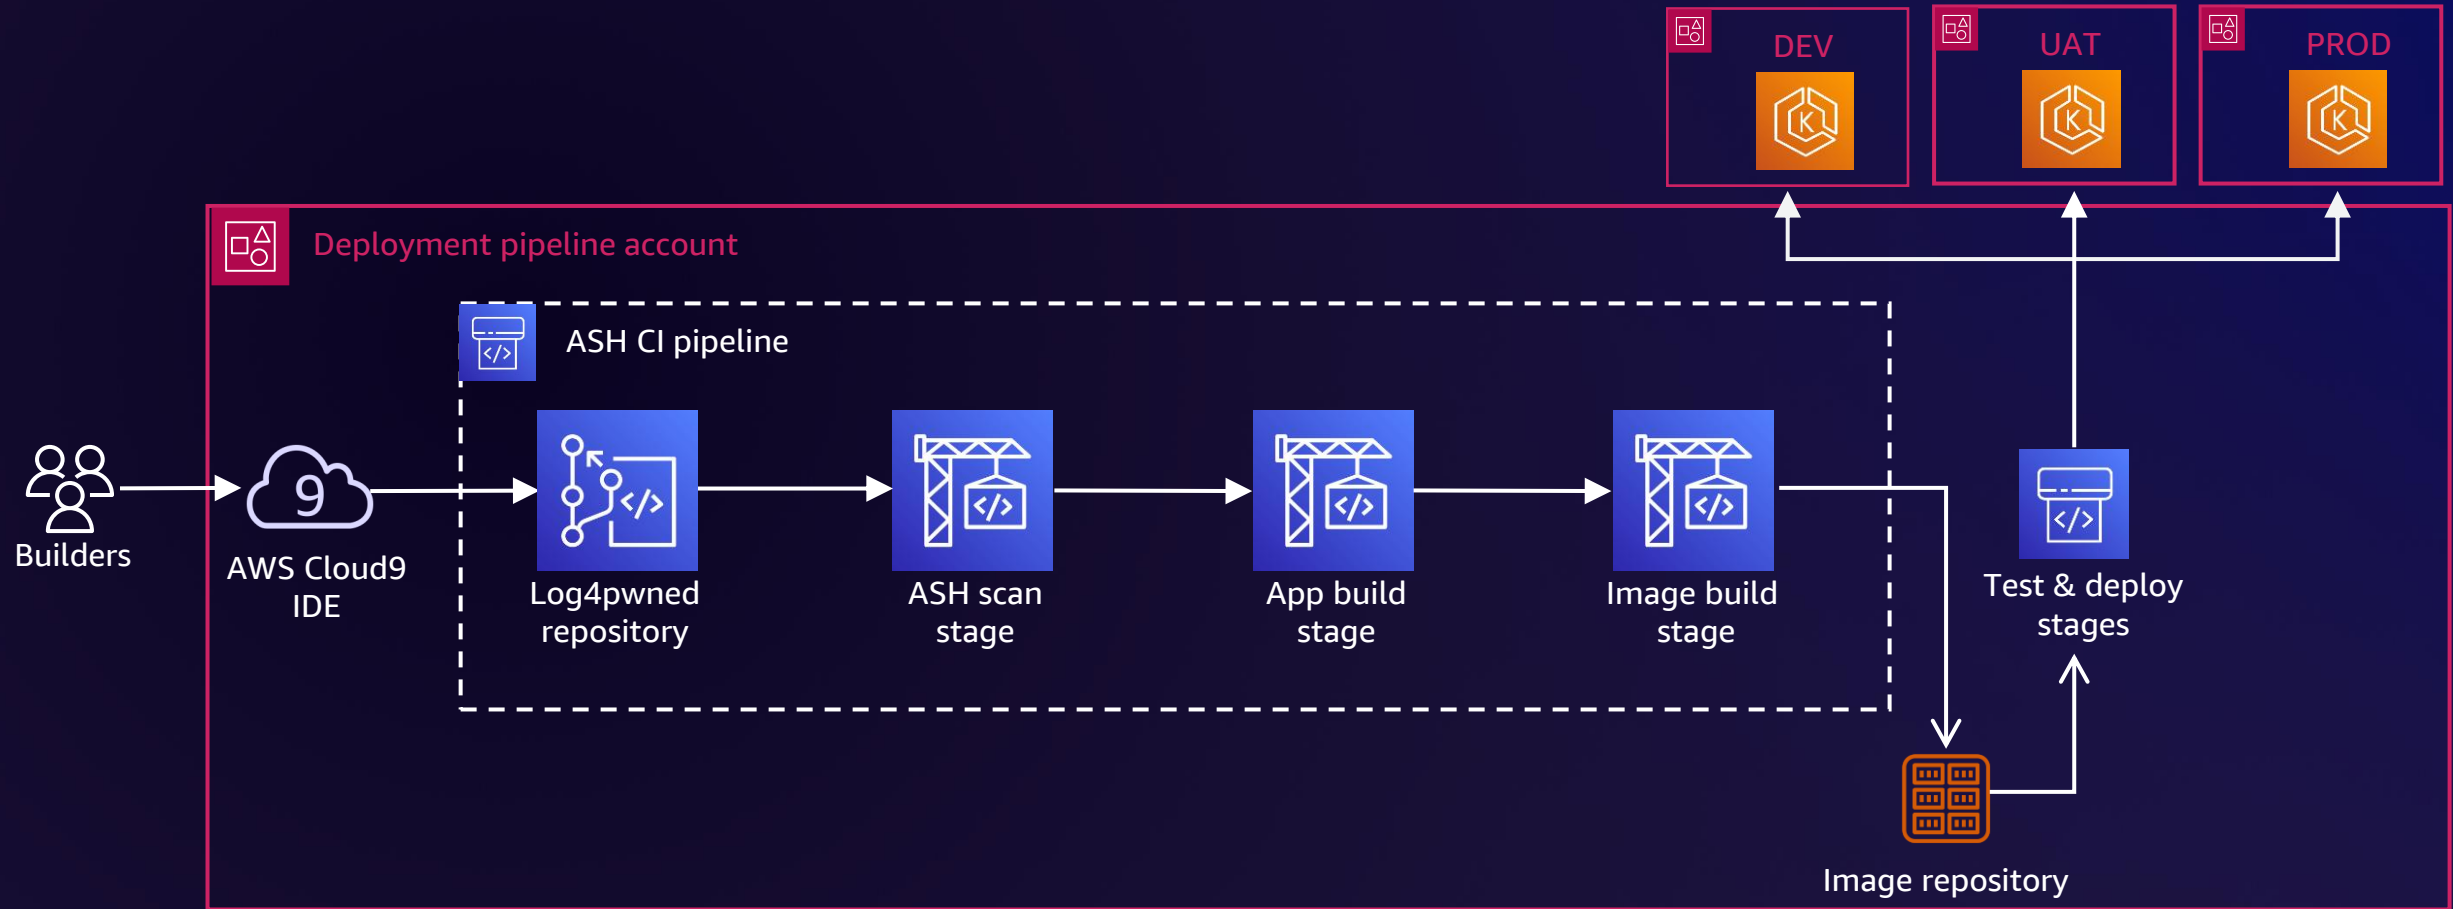 DEV
UAT
PROD
K
K
K
Deployment pipeline account
</>
ASH CI pipeline
9
</>
</>
</>
</>
</>
Builders
AWS Cloud9
IDE
Log4pwned
repository
ASH scan
stage
App build
stage
Image build
stage
Test & deploy
stages
Image repository